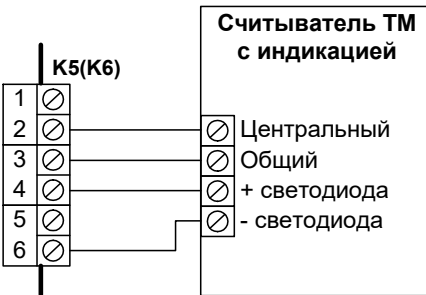 Считыватель ТМ
с индикацией
K5(K6)
1
2
3
4
5
6
Центральный
Общий
+ светодиода
- светодиода